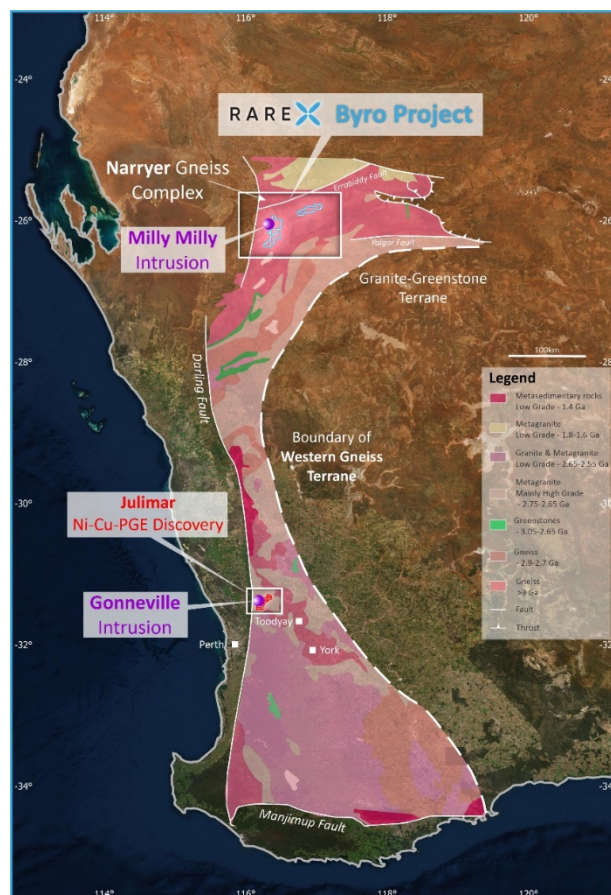 114°
116°
118°
120°
-24°
RAREX Byro Project
Narryer Gneiss
Complex
Errabiddy Fault
-26°
-26°
Milly Milly
Intrusion
Yalgar Fault
Granite-Greenstone
Terrane
-28°
-28°
100km
Darling Fault
Legend
Metasedimentary rocks
Low Grade - 1.4 Ga
Metagranite
Low Grade - 1.8-1.6 Ga
Granite & Metagranite
Low Grade - 2.65-2.55 Ga
Metagranite
Mainly High Grade
- 2.75-2.65 Ga
Greenstones
- 3.05-2.65 Ga
Gneiss
- 2.9-2.7 Ga
Gneiss
>3 Ga
Fault
Thrust
Boundary of
Western Gneiss
Terrane
-30°
Julimar
Ni-Cu-PGE Discovery
Gonneville
Intrusion
Toodyay
-32°
-32°
Perth
York
-34°
-34
Manjimup Fault
114°
116°
118°
120°